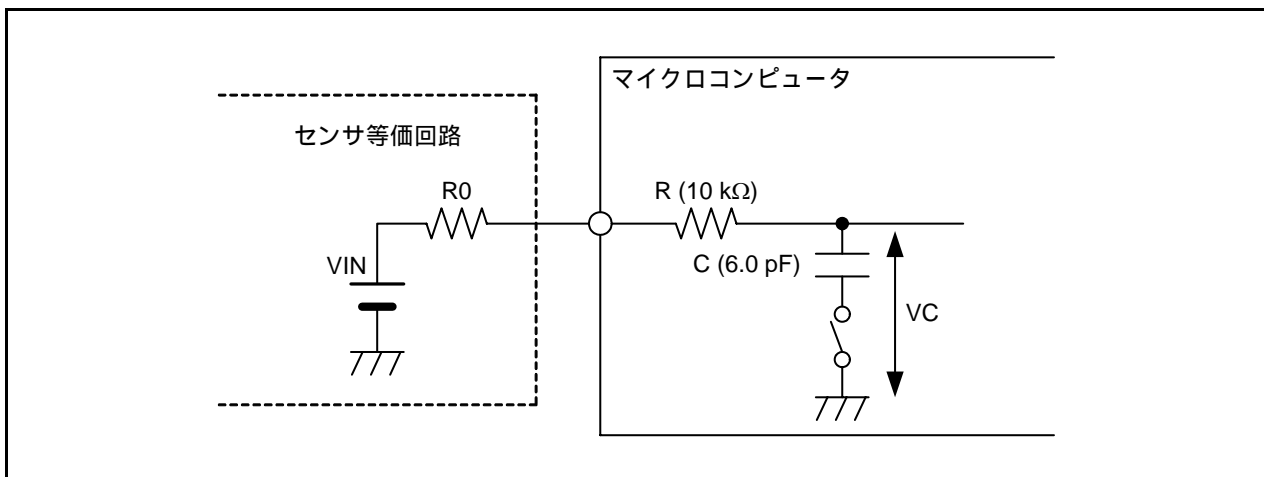 マイクロコンピュータ
センサ等価回路
R0
R (10 kΩ)
VIN
C (6.0 pF)
VC